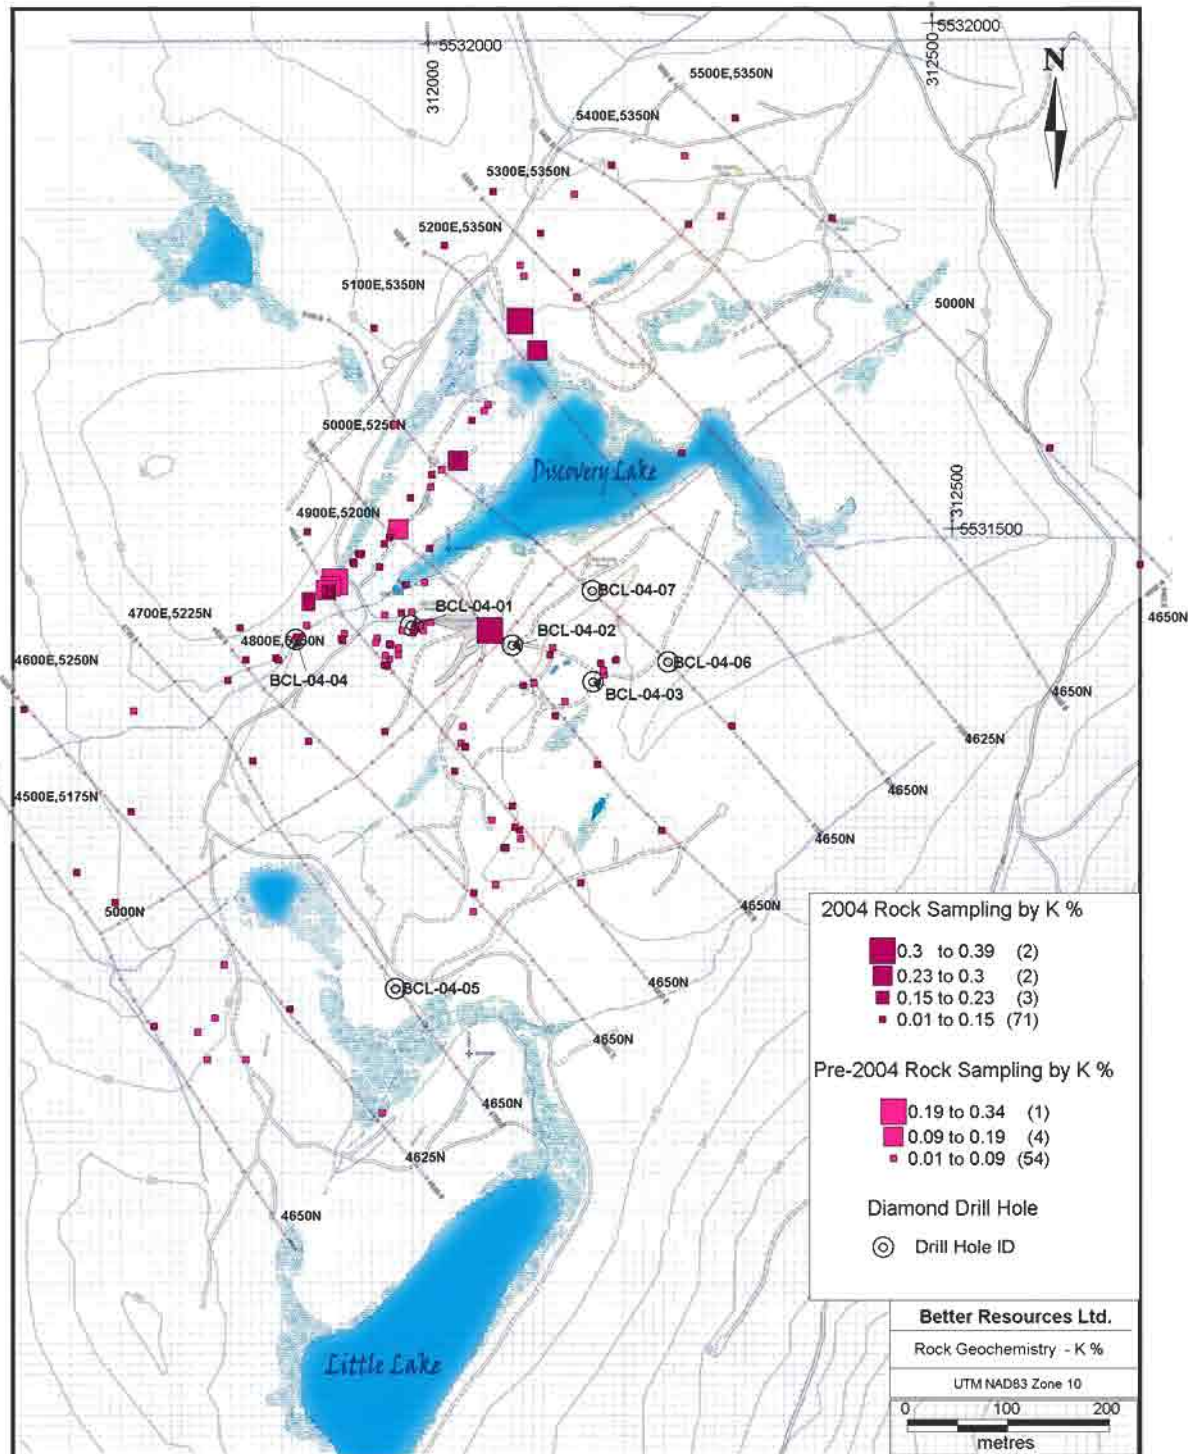 5532000
5532000
312000
312500
N
5500E,5350N
5400E,5350N
5300E,5350N
5200E,5350N
5100E,5350N
5000N
5000E,5250N
Discovery Lake
312500
4900E,5200N
5531500
BCL-04-07
BCL-04-01
4700E,5225N
4650N
BCL-04-02
BCL-04-06
4600E,5250N
BCL-04-04
BCL-04-03
4650N
4625N
4650N
4500E,5175N
4650N
4650N
5000N
2004 Rock Sampling by K %
0.3 to 0.39 (2)
0.23 to 0.3 (2)
0.15 to 0.23 (3)
0.01 to 0.15 (71)
BCL-04-05
4650N
4650N
Pre-2004 Rock Sampling by K %
0.19 to 0.34 (1)
0.09 to 0.19 (4)
0.01 to 0.09 (54)
4650N
4625N
Diamond Drill Hole
Drill Hole ID
4650N
Little Lake
Better Resources Ltd.
Rock Geochemistry - K %
UTM NAD83 Zone 10
0 100 200
metres